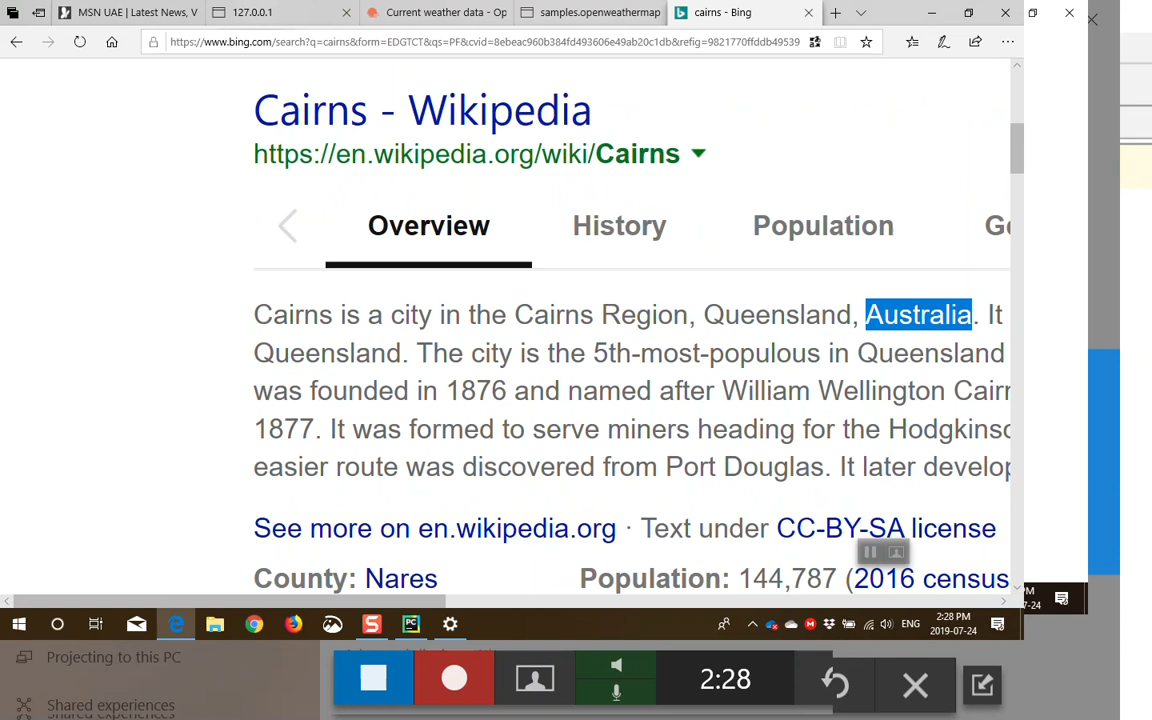 MSN UAE | Latest News, V
127.0.0.1
Current weather data - Op
samples.openweathermap
cairns - Bing
https://www.bing.com/search?q=cairns&form=EDGTCT&qs=PF&cvid=8ebeac960b384fd493606e49ab20c1db&refig=9821770ffddb49539
Cairns - Wikipedia
https://en.wikipedia.org/wiki/Cairns
Overview
History
Population
Ge
Cairns is a city in the Cairns Region, Queensland, Australia. It
Queensland. The city is the 5th-most-populous in Queensland
was founded in 1876 and named after William Wellington Cairn
1877. It was formed to serve miners heading for the Hodgkinso
easier route was discovered from Port Douglas. It later develop
See more on en.wikipedia.org · Text under CC-BY-SA license
County: Nares
Population: 144,787 (2016 census
PM
7-24
ENG
2:28 PM
2019-07-24
Projecting to this PC
2:28
Shared experiences